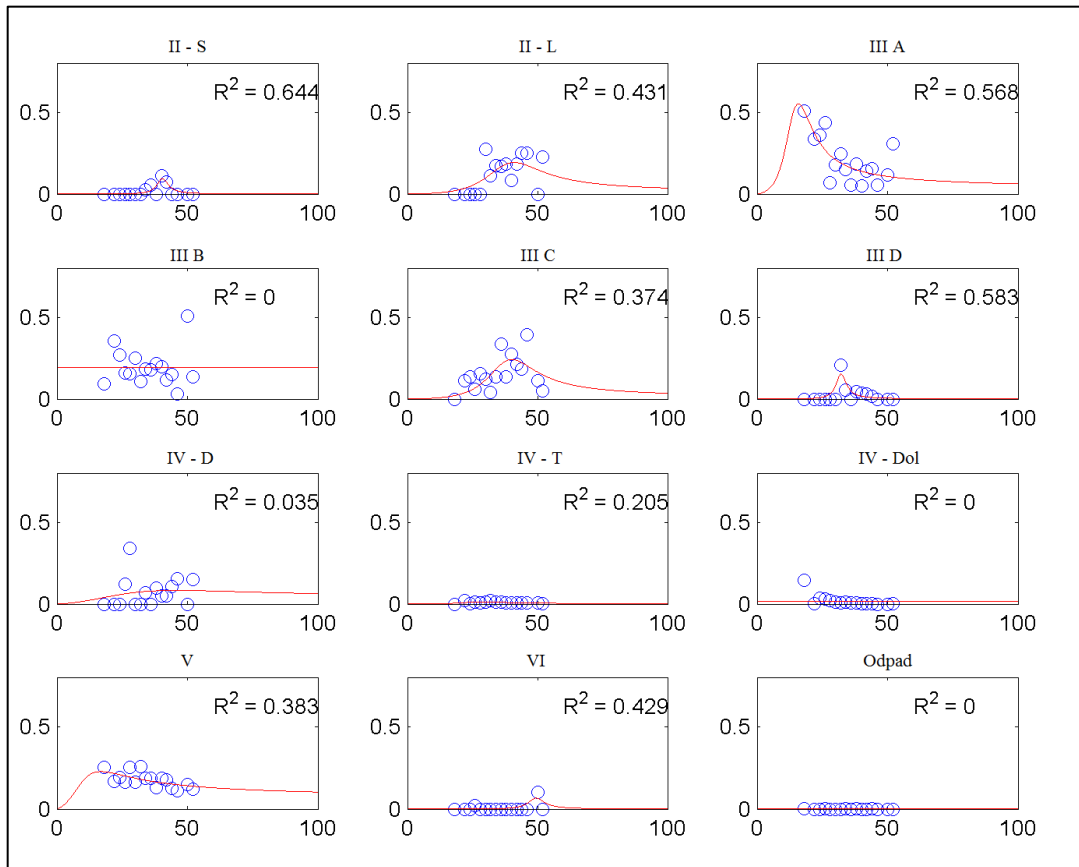 II - S
II - L
III A
R² = 0.644
R² = 0.431
R² = 0.568
0.5
0.5
0.5
0
0
0
0 50 100
0 50 100
0 50 100
III B
III C
III D
R² = 0
R² = 0.374
R² = 0.583
0.5
0.5
0.5
0
0
0
0 50 100
0 50 100
0 50 100
IV - D
IV - T
IV - Dol
R² = 0.035
R² = 0.205
R² = 0
0.5
0.5
0.5
0
0
0
0 50 100
0 50 100
0 50 100
V
VI
Odpad
R² = 0.383
R² = 0.429
R² = 0
0.5
0.5
0.5
0
0
0
0 50 100
0 50 100
0 50 100